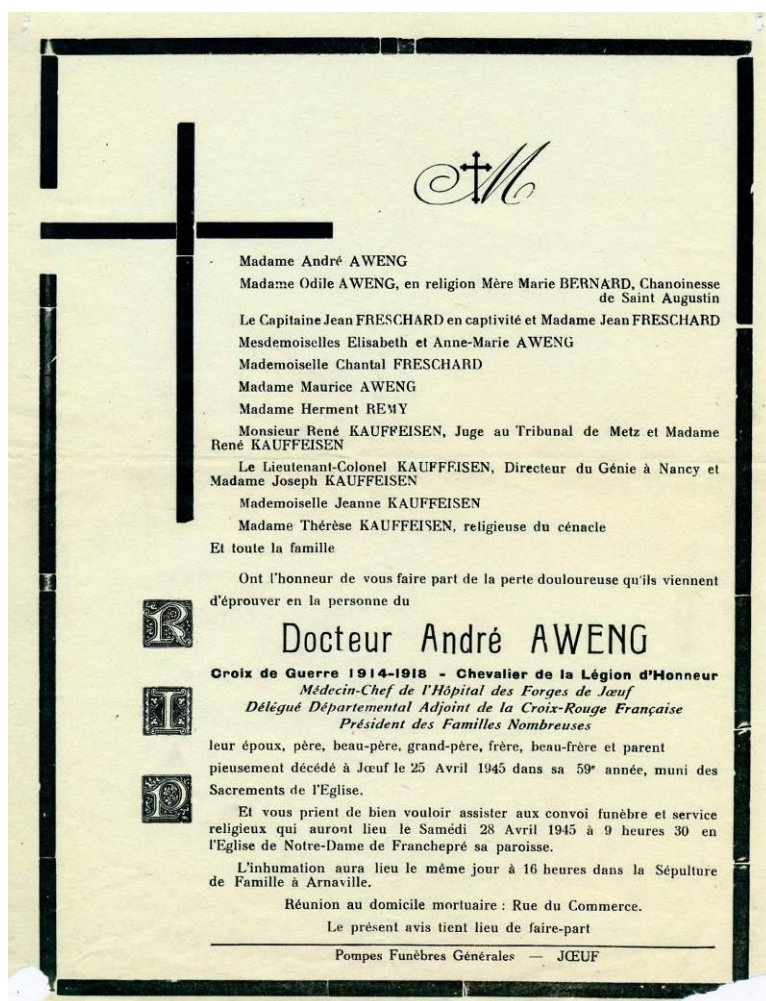 M
Madame André AWENG
Madame Odile AWENG, en religion Mère Marie BERNARD, Chanoinesse
de Saint Augustin
Le Capitaine Jean FRESCHARD en captivité et Madame Jean FRESCHARD
Mesdemoiselles Elisabeth et Anne-Marie AWENG
Mademoiselle Chantal FRESCHARD
Madame Maurice AWENG
Madame Herment REMY
Monsieur René KAUFFEISEN, Juge au Tribunal de Metz et Madame
René KAUFFEISEN
Le Lieutenant-Colonel KAUFFFEISEN, Directeur du Génie à Nancy et
Madame Joseph KAUFFEISEN
Mademoiselle Jeanne KAUFFEISEN
Madame Thérèse KAUFFEISEN, religieuse du cénacle
Et toute la famille
Ont l'honneur de vous faire part de la perte douloureuse qu'ils viennent
d'éprouver en la personne du
R
Docteur André AWENG
Croix de Guerre 1914-1918 - Chevalier de la Légion d'Honneur
Médecin-Chef de l'Hôpital des Forges de Jœuf
I
Délégué Départemental Adjoint de la Croix-Rouge Française
Président des Familles Nombreuses
leur époux, père, beau-père, grand-père, frère, beau-frère et parent
pieusement décédé à Jœuf le 25 Avril 1945 dans sa 59e année, muni des
P
Sacrements de l'Eglise.
Et vous prient de bien vouloir assister aux convoi funèbre et service
religieux qui auront lieu le Samédi 28 Avril 1945 à 9 heures 30 en
l'Eglise de Notre-Dame de Franchepré sa paroisse.
L'inhumation aura lieu le même jour à 16 heures dans la Sépulture
de Famille à Arnaville.
Réunion au domicile mortuaire : Rue du Commerce.
Le présent avis tient lieu de faire-part
Pompes Funèbres Générales — JŒUF